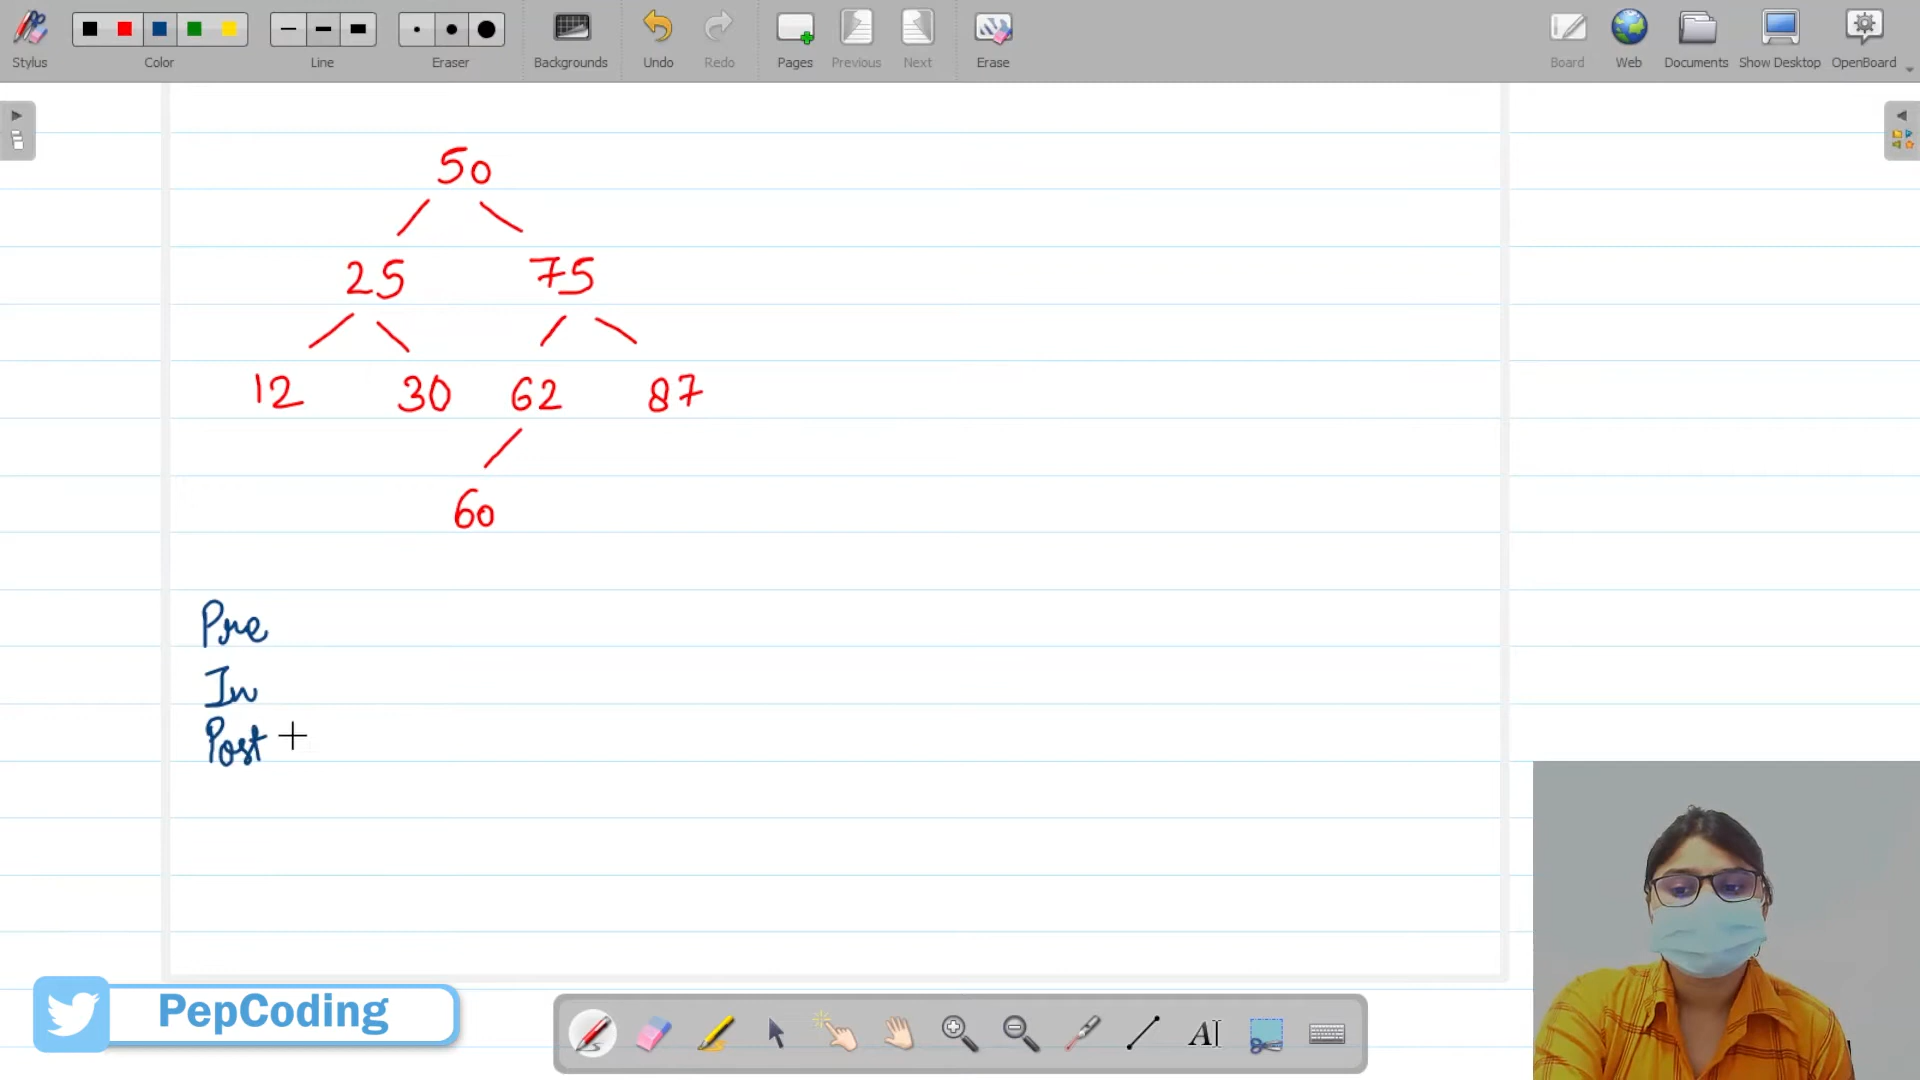 Stylus Color Line Eraser Backgrounds Undo Redo Pages Previous Next Erase Board Web Documents Show Desktop OpenBoard
50
25 75
12 30 62 87
60
Pre
In
Post
PepCoding
AI